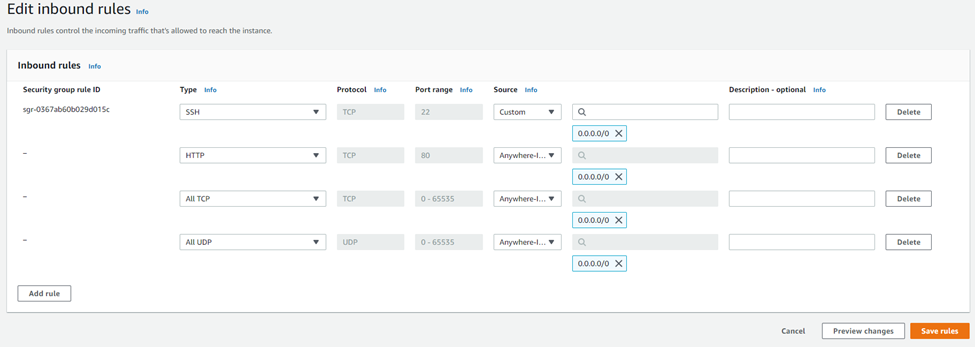 Edit inbound rules Info
Inbound rules control the incoming traffic that's allowed to reach the instance.
Inbound rules Info
Security group rule ID Type Info Protocol Info Port range Info Source Info Description - optional Info
sgr-0367ab60b029d015c SSH TCP 22 Custom Delete
0.0.0.0/0
– HTTP TCP 80 Anywhere-I... Delete
0.0.0.0/0
– All TCP TCP 0 - 65535 Anywhere-I... Delete
0.0.0.0/0
– All UDP UDP 0 - 65535 Anywhere-I... Delete
0.0.0.0/0
Add rule
Cancel Preview changes Save rules